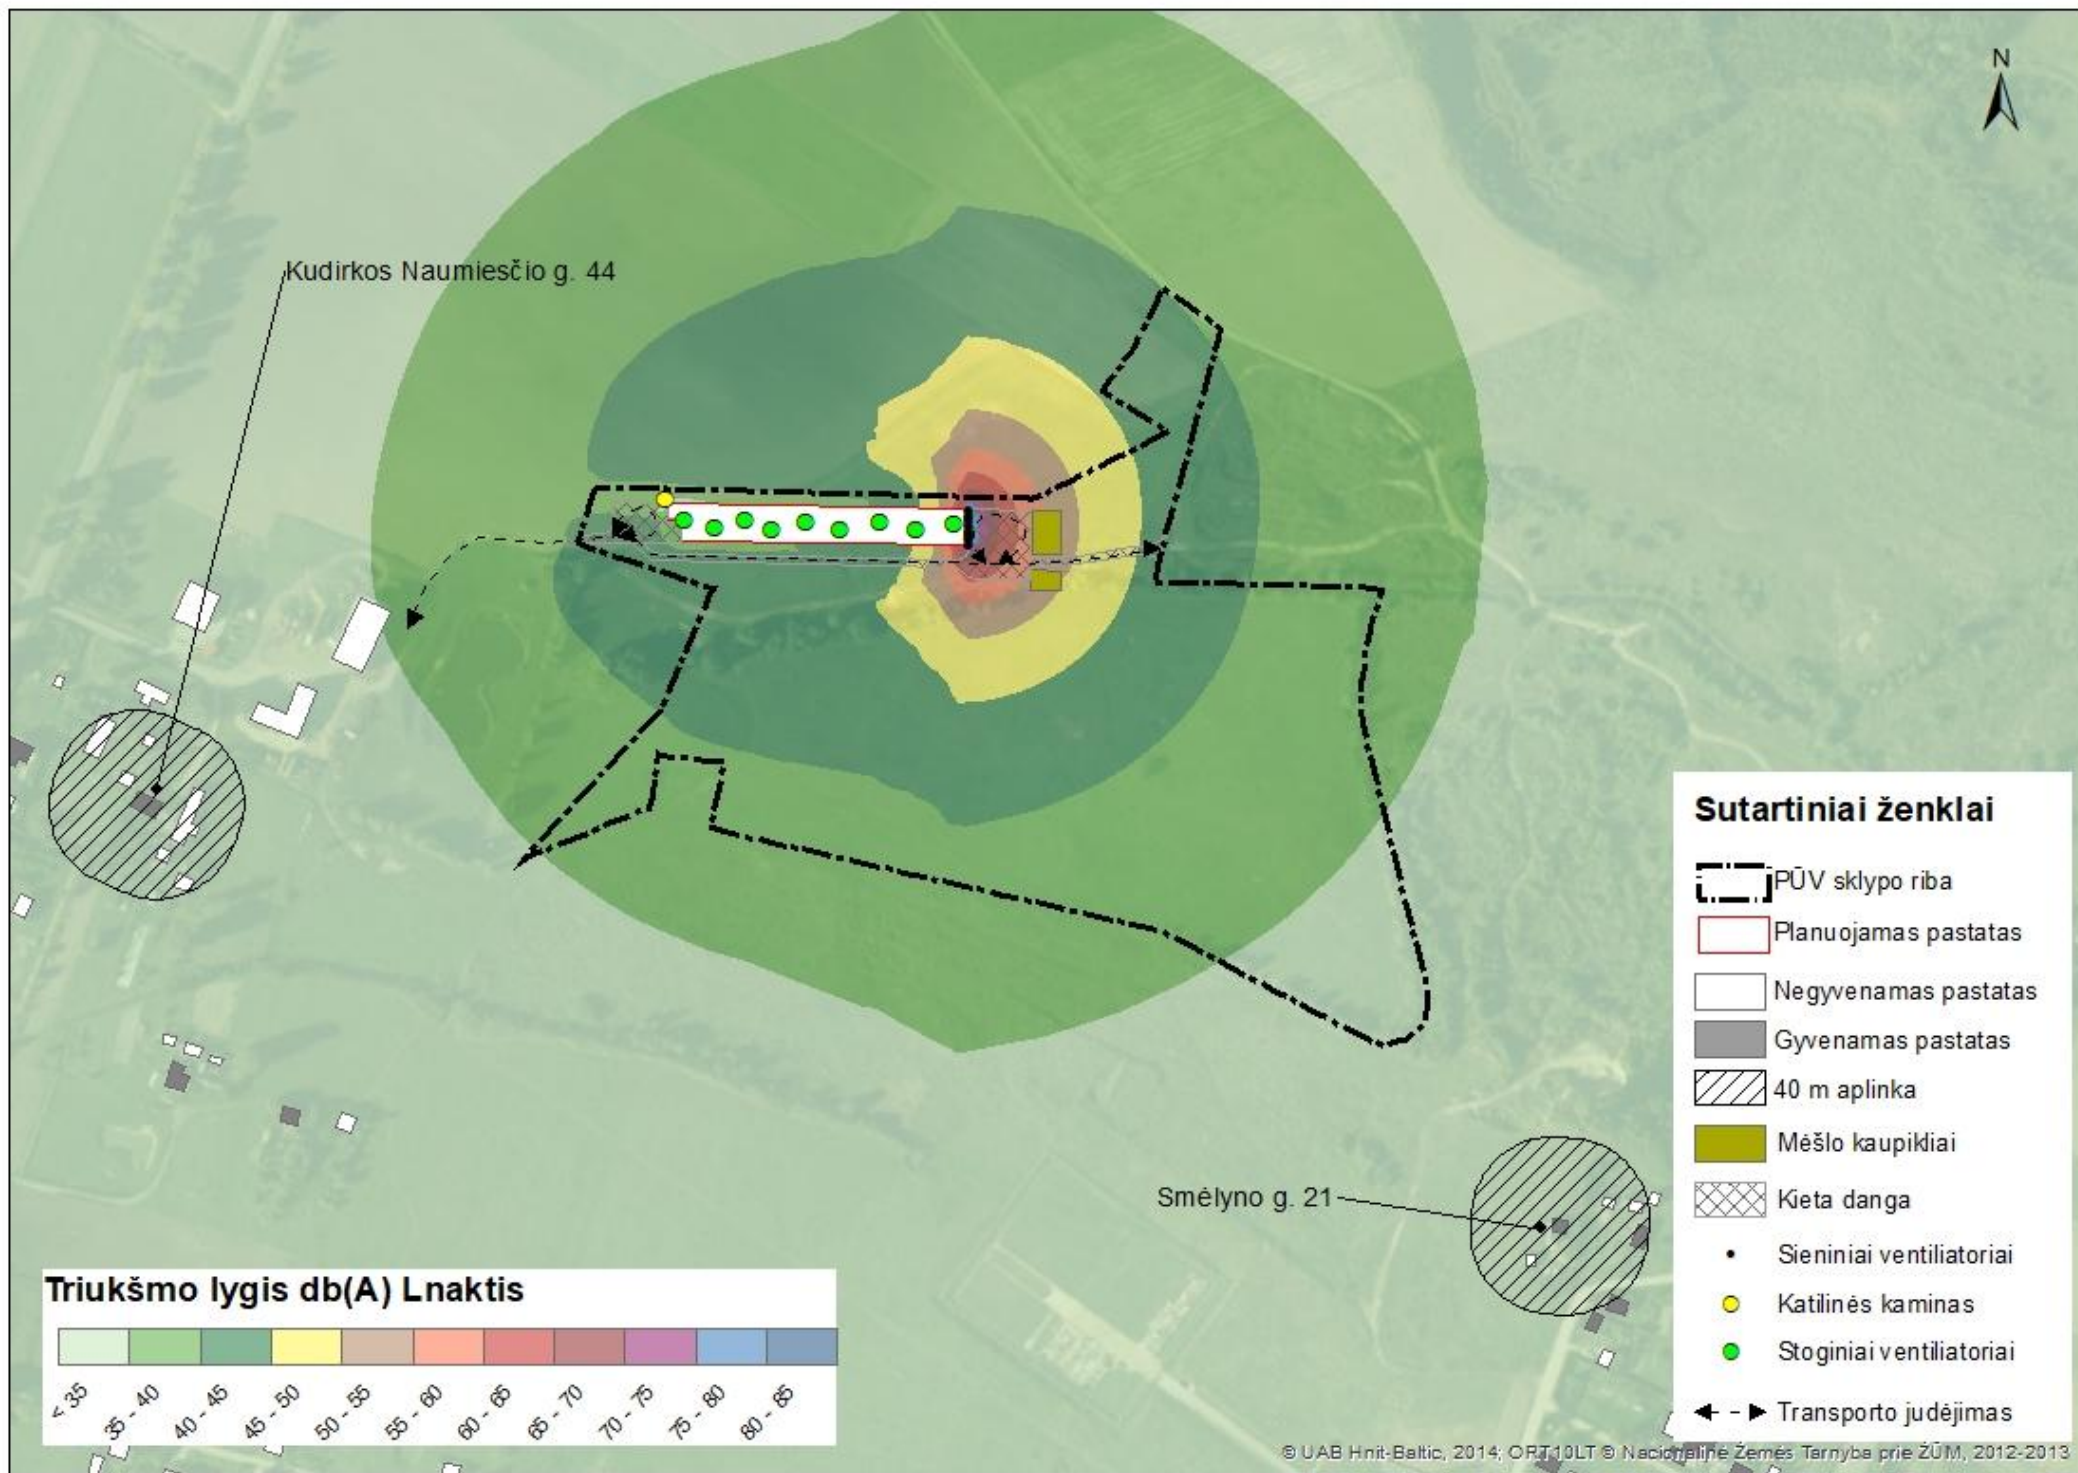 N
Kudirkos Naumiesčio g. 44
Smėlyno g. 21
Sutartiniai ženklai
PŪV sklypo riba
Planuojamas pastatas
Negyvenamas pastatas
Gyvenamas pastatas
40 m aplinka
Mėšlo kaupikliai
Kieta danga
Sieniniai ventiliatoriai
Katilinės kaminas
Stoginiai ventiliatoriai
Transporto judėjimas
Triukšmo lygis db(A) Lnaktis
< 35
35 - 40
40 - 45
45 - 50
50 - 55
55 - 60
60 - 65
65 - 70
70 - 75
75 - 80
80 - 85
© UAB Hnit-Baltic, 2014; ORT10LT © Nacionalinė Žemės Tarnyba prie ŽŪM, 2012-2013